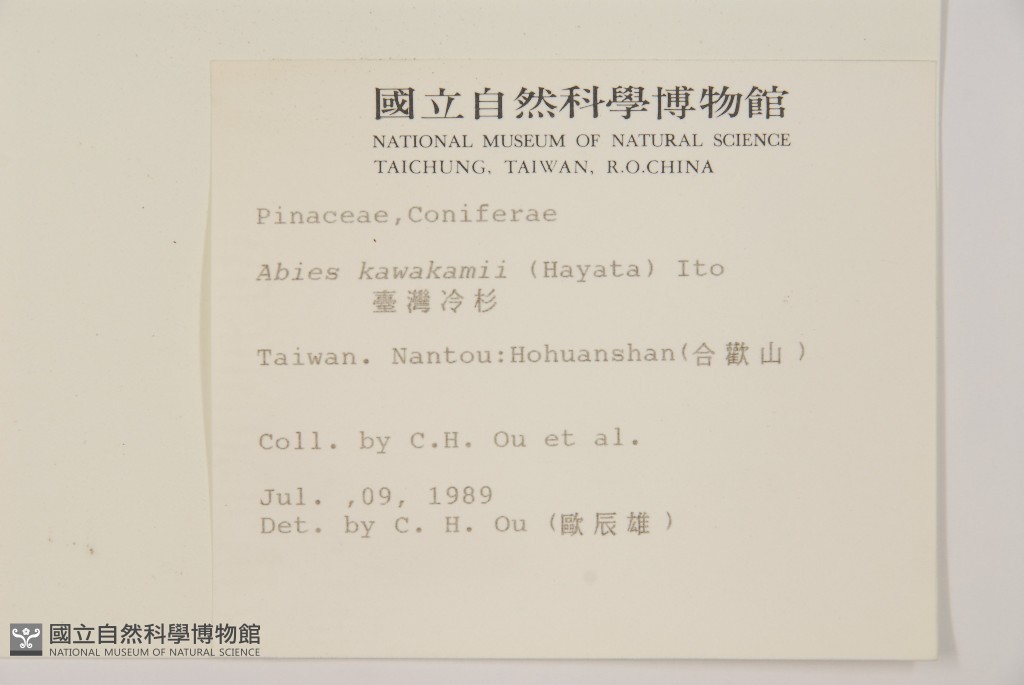 國立自然科學博物館
NATIONAL MUSEUM OF NATURAL SCIENCE
TAICHUNG, TAIWAN, R.O.CHINA
Pinaceae,Coniferae
Abies kawakamii (Hayata) Ito
臺灣冷杉
Taiwan. Nantou:Hohuanshan(合歡山)
Coll. by C.H. Ou et al.
Jul. ,09, 1989
Det. by C. H. Ou (歐辰雄)
國立自然科學博物館
NATIONAL MUSEUM OF NATURAL SCIENCE